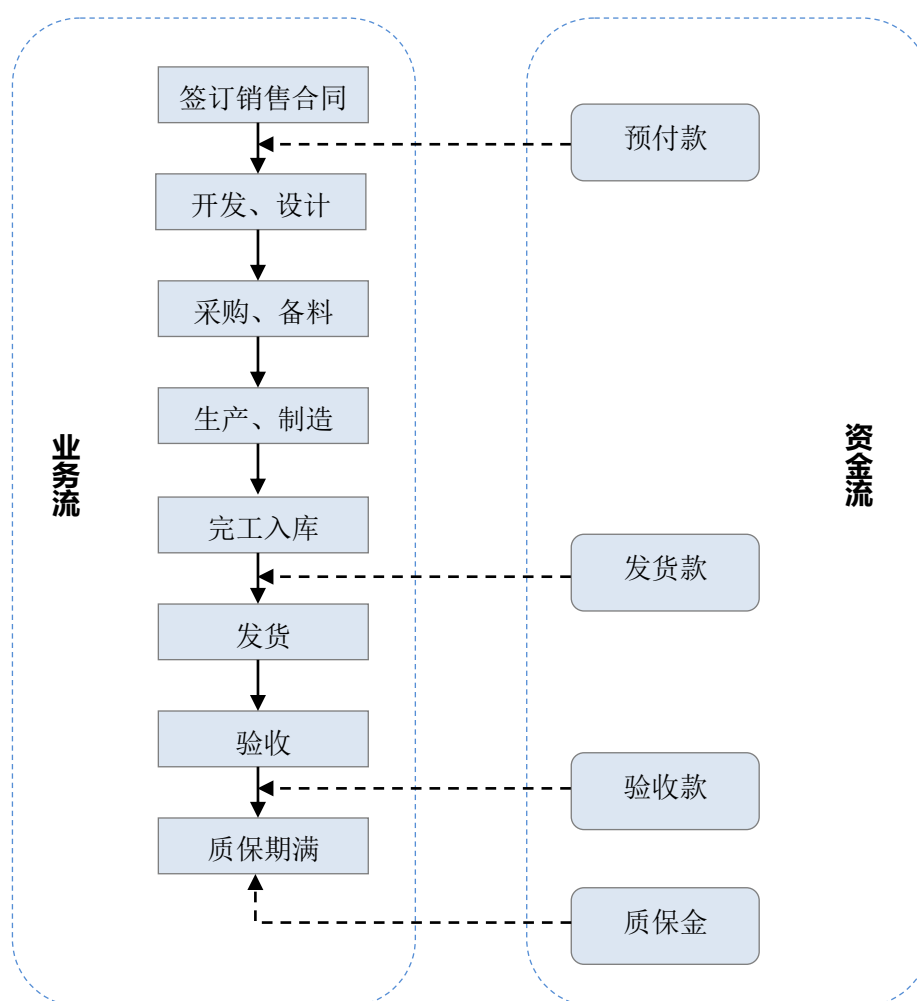 签订销售合同
预付款
开发、设计
采购、备料
生产、制造
业务流
资金流
完工入库
发货款
发货
验收
验收款
质保期满
质保金